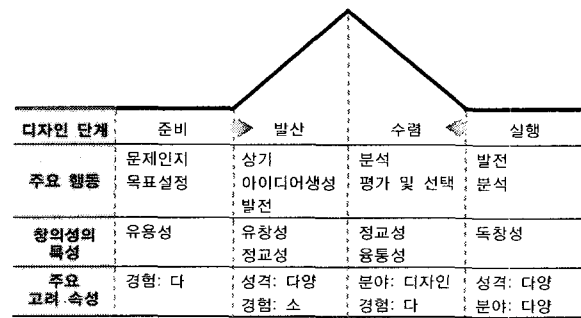 디자인 단계 준비 발산 수렴 실행
주요 행동 문제인지 상기 분석 발전
목표설정 아이디어생성 평가 및 선택 분석
발전
창의성의 특성 유용성 유창성 정교성 독창성
정교성 융통성
주요 고려 속성 경험: 다 성격: 다양 분야: 디자인 성격: 다양
경험: 소 경험: 다 분야: 다양